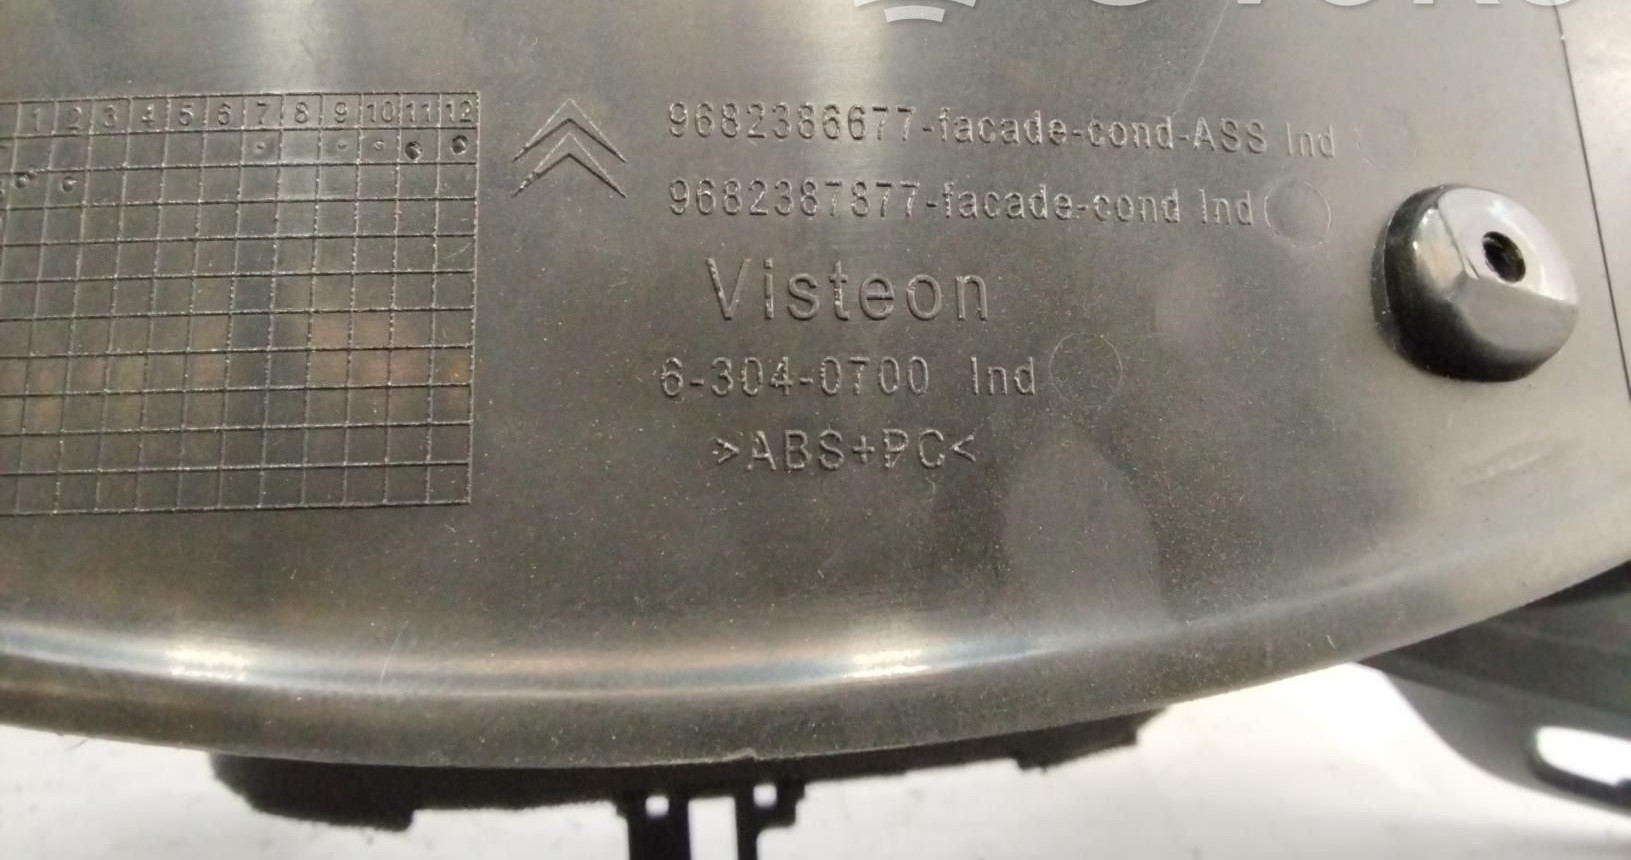 1 2 3 4 5 6 7 8 9 10 11 12
9682386677-facade-cond-ASS Ind
9682387877-facade-cond Ind
Visteon
6-304-0700 Ind
>ABS+PC<